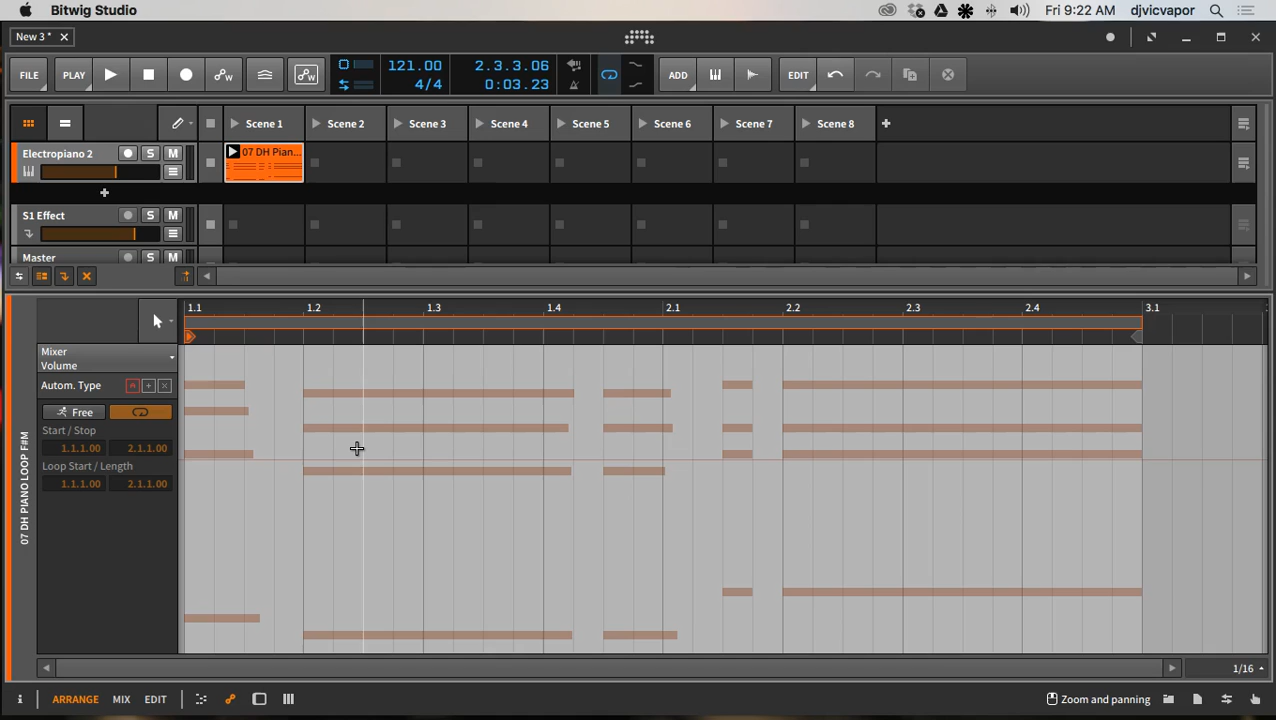 Bitwig Studio
Fri 9:22 AM djvicvapor
New 3 *
FILE PLAY 121.00 2.3.3.06 ADD EDIT
4/4 0:03.23
Scene 1 Scene 2 Scene 3 Scene 4 Scene 5 Scene 6 Scene 7 Scene 8
Electropiano 2 S M 07 DH Pian...
S1 Effect S M
Master S M
1.1 1.2 1.3 1.4 2.1 2.2 2.3 2.4 3.1
Mixer
Volume
Autom. Type A
Free
Start / Stop
1.1.1.00 2.1.1.00
Loop Start / Length
1.1.1.00 2.1.1.00
07 DH PIANO LOOP F#M
1/16
ARRANGE MIX EDIT Zoom and panning